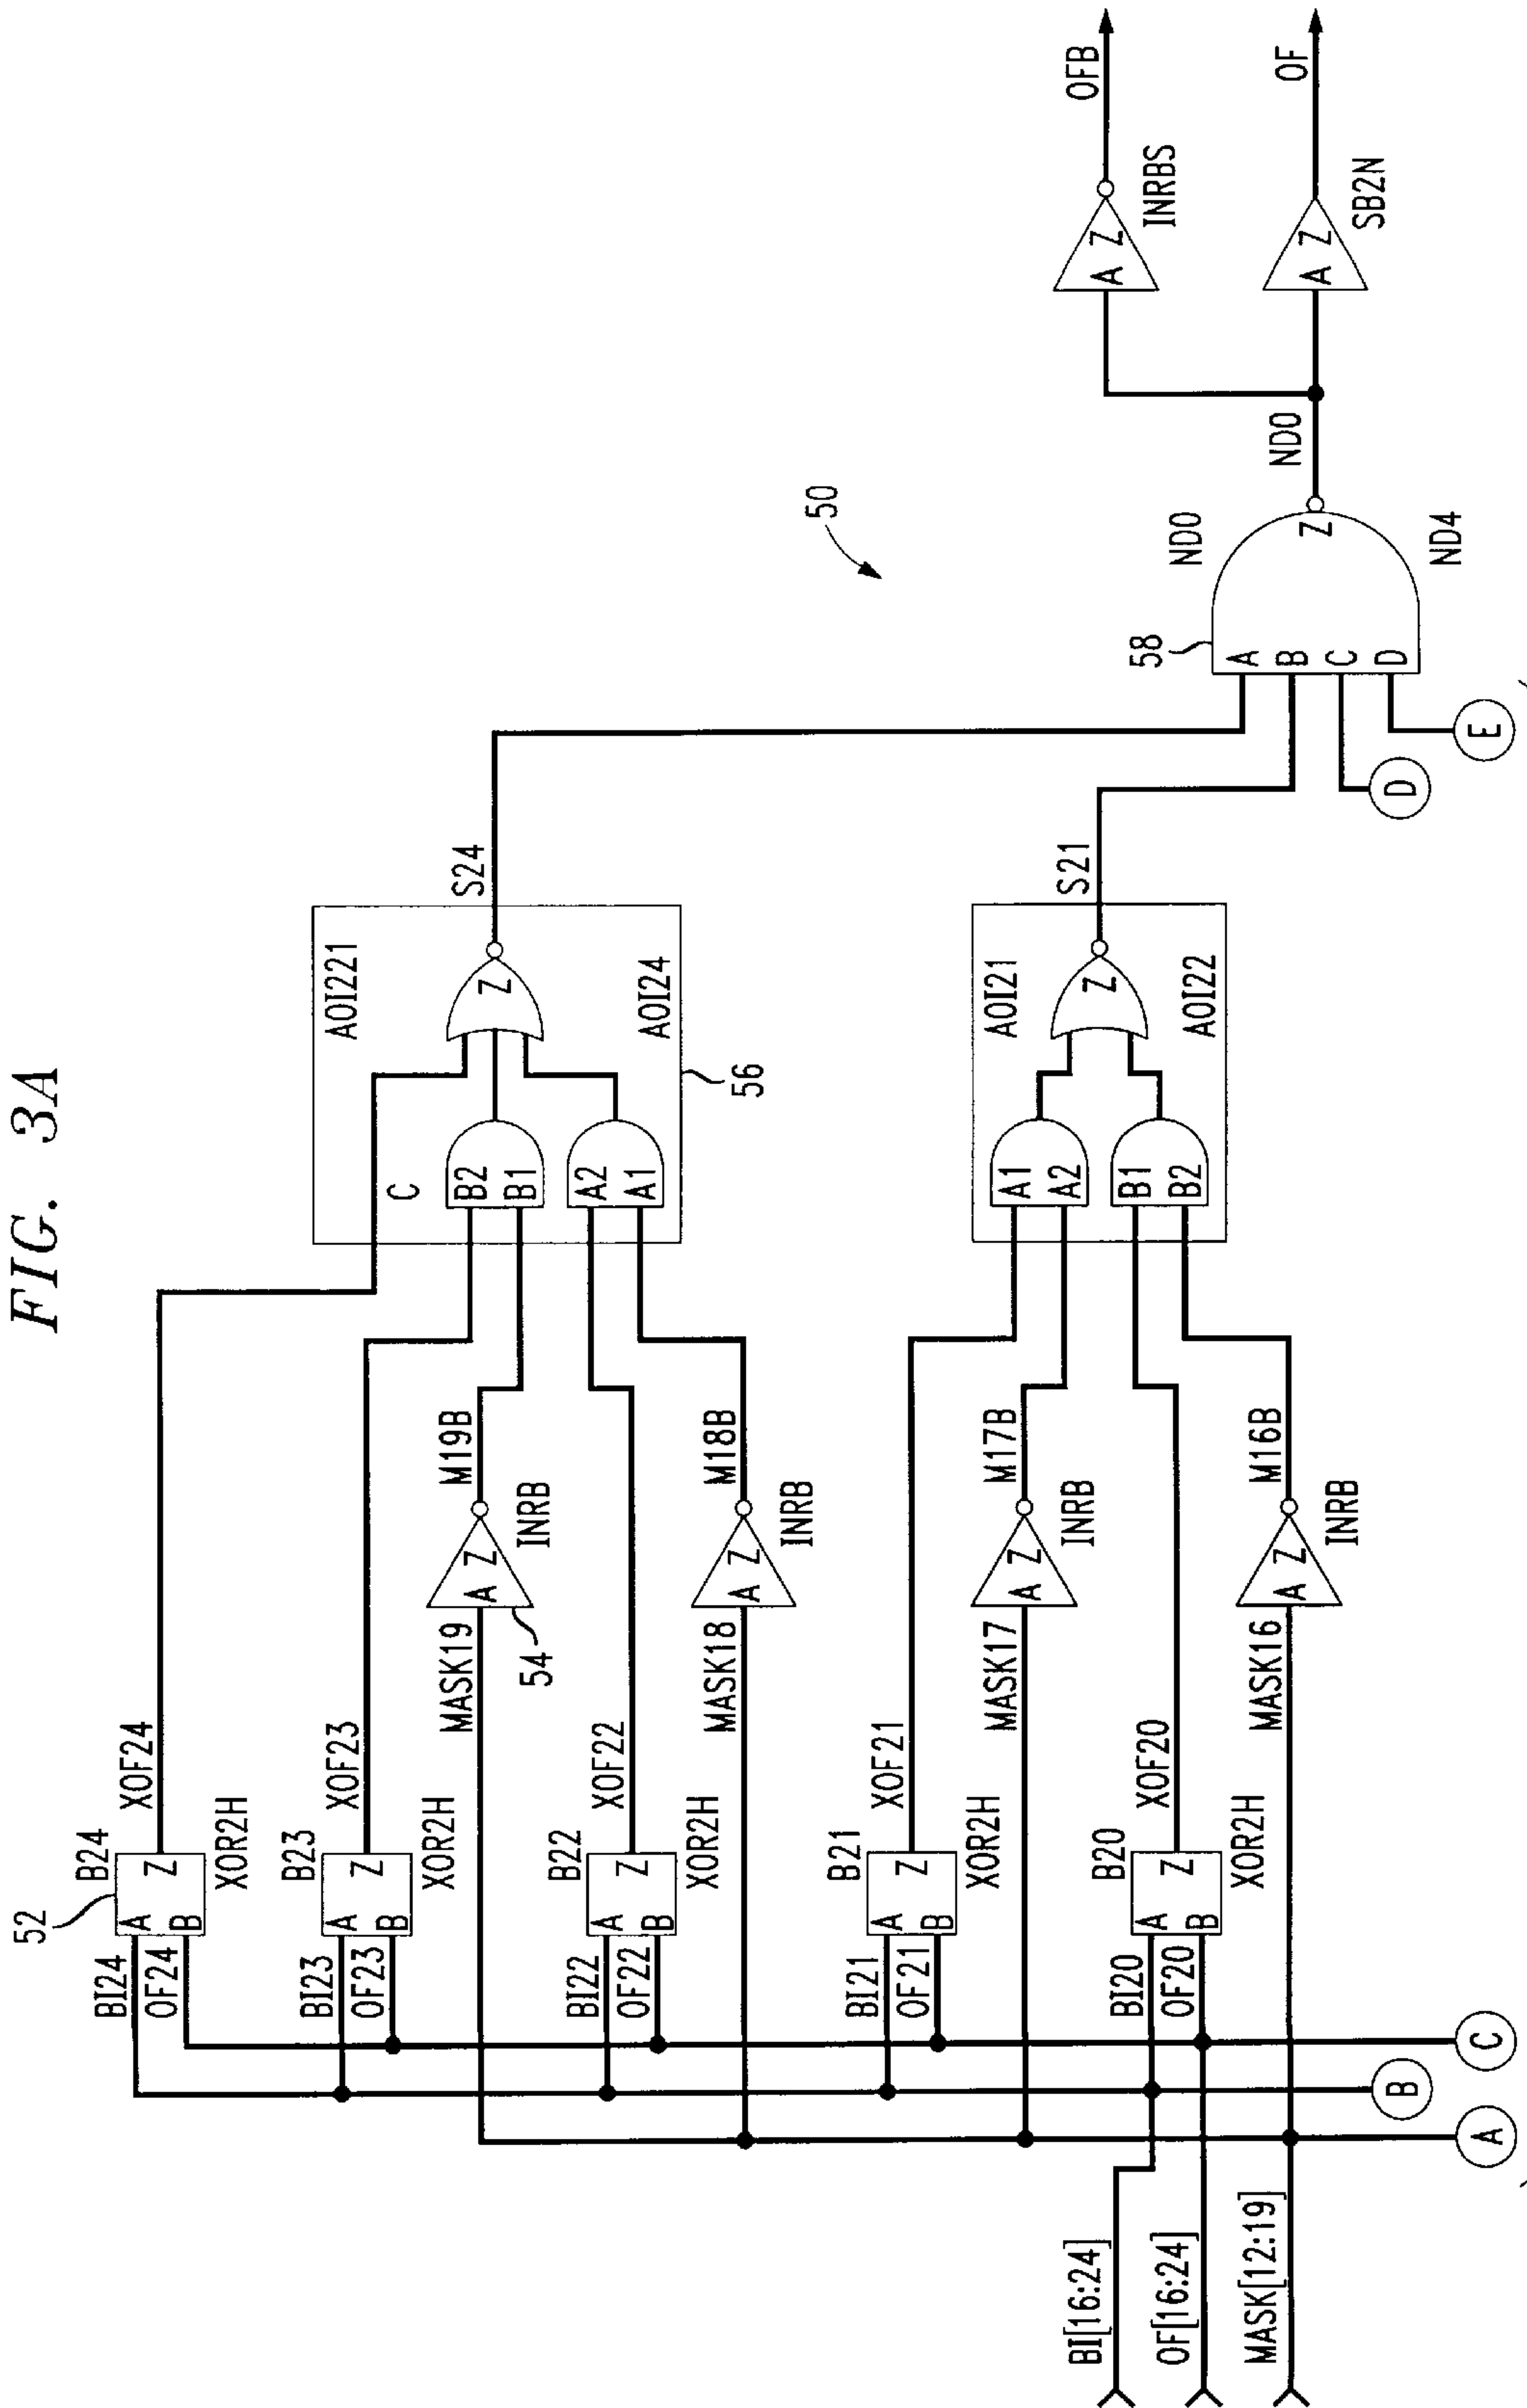 FIG. 3A
52
BI24
OF24
A
B
Z
B24
XOR2H
XOF24
BI23
OF23
A
B
Z
B23
XOR2H
XOF23
MASK19
A Z
INRB
54
M19B
BI22
OF22
A
B
Z
B22
XOR2H
XOF22
MASK18
A Z
INRB
M18B
C
B2
B1
A2
A1
Z
AOI221
AOI24
56
S24
BI21
OF21
A
B
Z
B21
XOR2H
XOF21
MASK17
A Z
INRB
M17B
BI20
OF20
A
B
Z
B20
XOR2H
XOF20
MASK16
A Z
INRB
M16B
A1
A2
B1
B2
Z
AOI21
AOI22
S21
50
58
A
B
C
D
Z
ND0
ND4
ND0
A Z
INRBS
OFB
A Z
SB2N
OF
BI[16:24]
OF[16:24]
MASK[12:19]
A
B
C
D
E